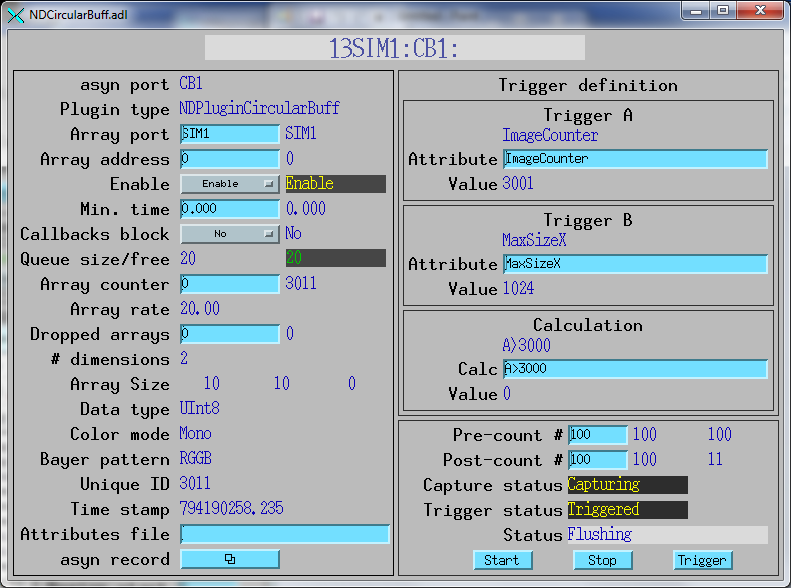 NDCircularBuff.adl
13SIM1:CB1:
asyn port CB1
Plugin type NDPluginCircularBuff
Array port SIM1 SIM1
Array address 0 0
Enable Enable Enable
Min. time 0.000 0.000
Callbacks block No No
Queue size/free 20 20
Array counter 0 3011
Array rate 20.00
Dropped arrays 0 0
# dimensions 2
Array Size 10 10 0
Data type UInt8
Color mode Mono
Bayer pattern RGGB
Unique ID 3011
Time stamp 794190258.235
Attributes file
asyn record
Trigger definition
Trigger A
ImageCounter
Attribute ImageCounter
Value 3001
Trigger B
MaxSizeX
Attribute MaxSizeX
Value 1024
Calculation
A>3000
Calc A>3000
Value 0
Pre-count # 100 100 100
Post-count # 100 100 11
Capture status Capturing
Trigger status Triggered
Status Flushing
Start Stop Trigger